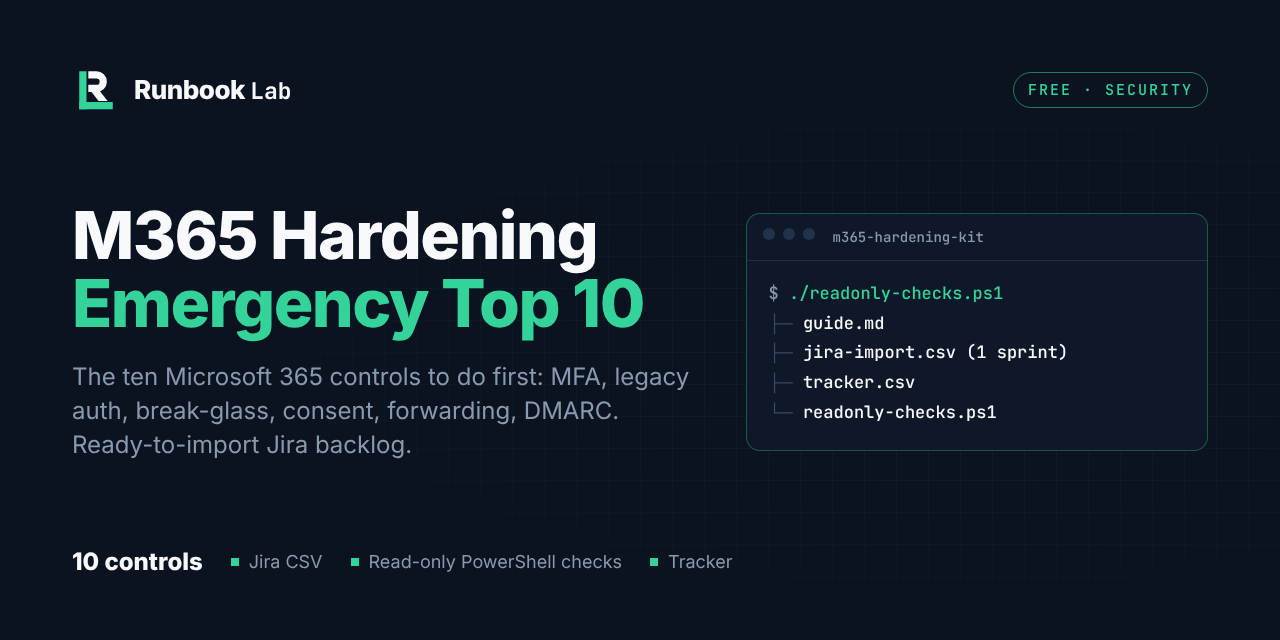 Runbook Lab
FREE · SECURITY
M365 Hardening
Emergency Top 10
The ten Microsoft 365 controls to do first: MFA, legacy
auth, break-glass, consent, forwarding, DMARC.
Ready-to-import Jira backlog.
m365-hardening-kit
$ ./readonly-checks.ps1
├── guide.md
├── jira-import.csv (1 sprint)
├── tracker.csv
└── readonly-checks.ps1
10 controls
Jira CSV
Read-only PowerShell checks
Tracker